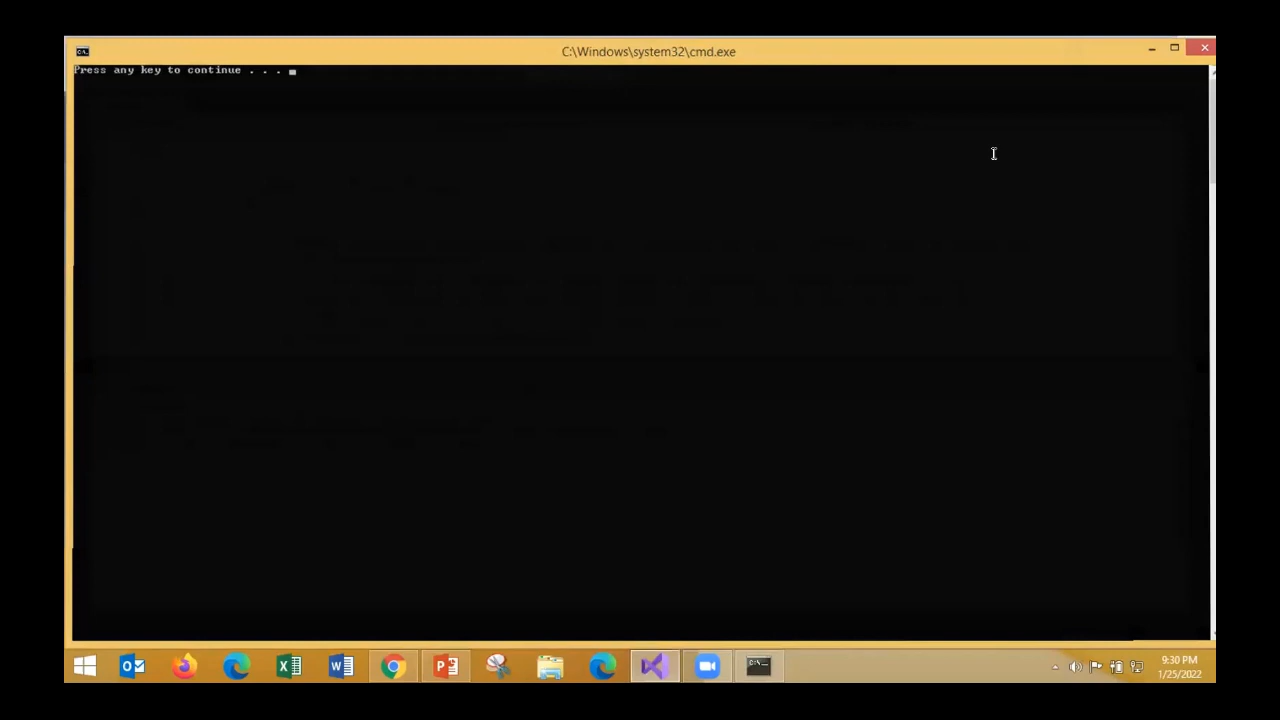 C:\Windows\system32\cmd.exe
Press any key to continue . . .
9:30 PM
1/25/2022